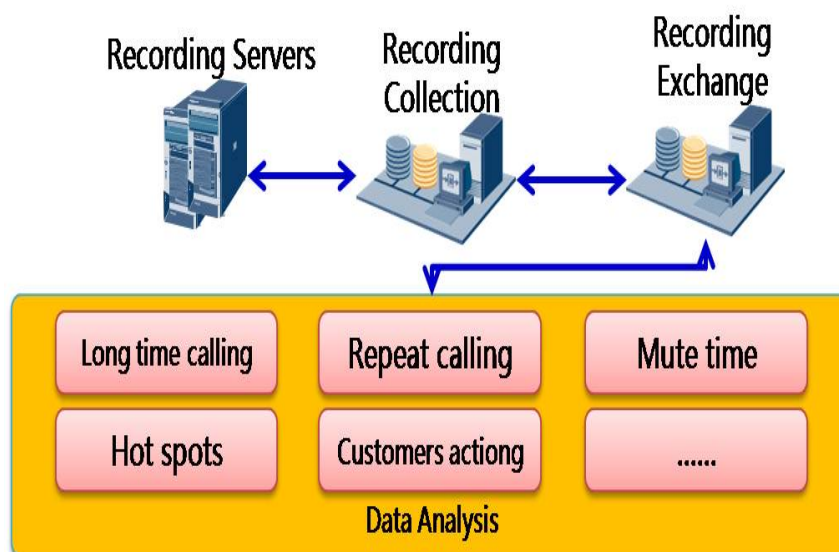 Recording Servers
Recording
Collection
Recording
Exchange
Long time calling
Repeat calling
Mute time
Hot spots
Customers actiong
......
Data Analysis